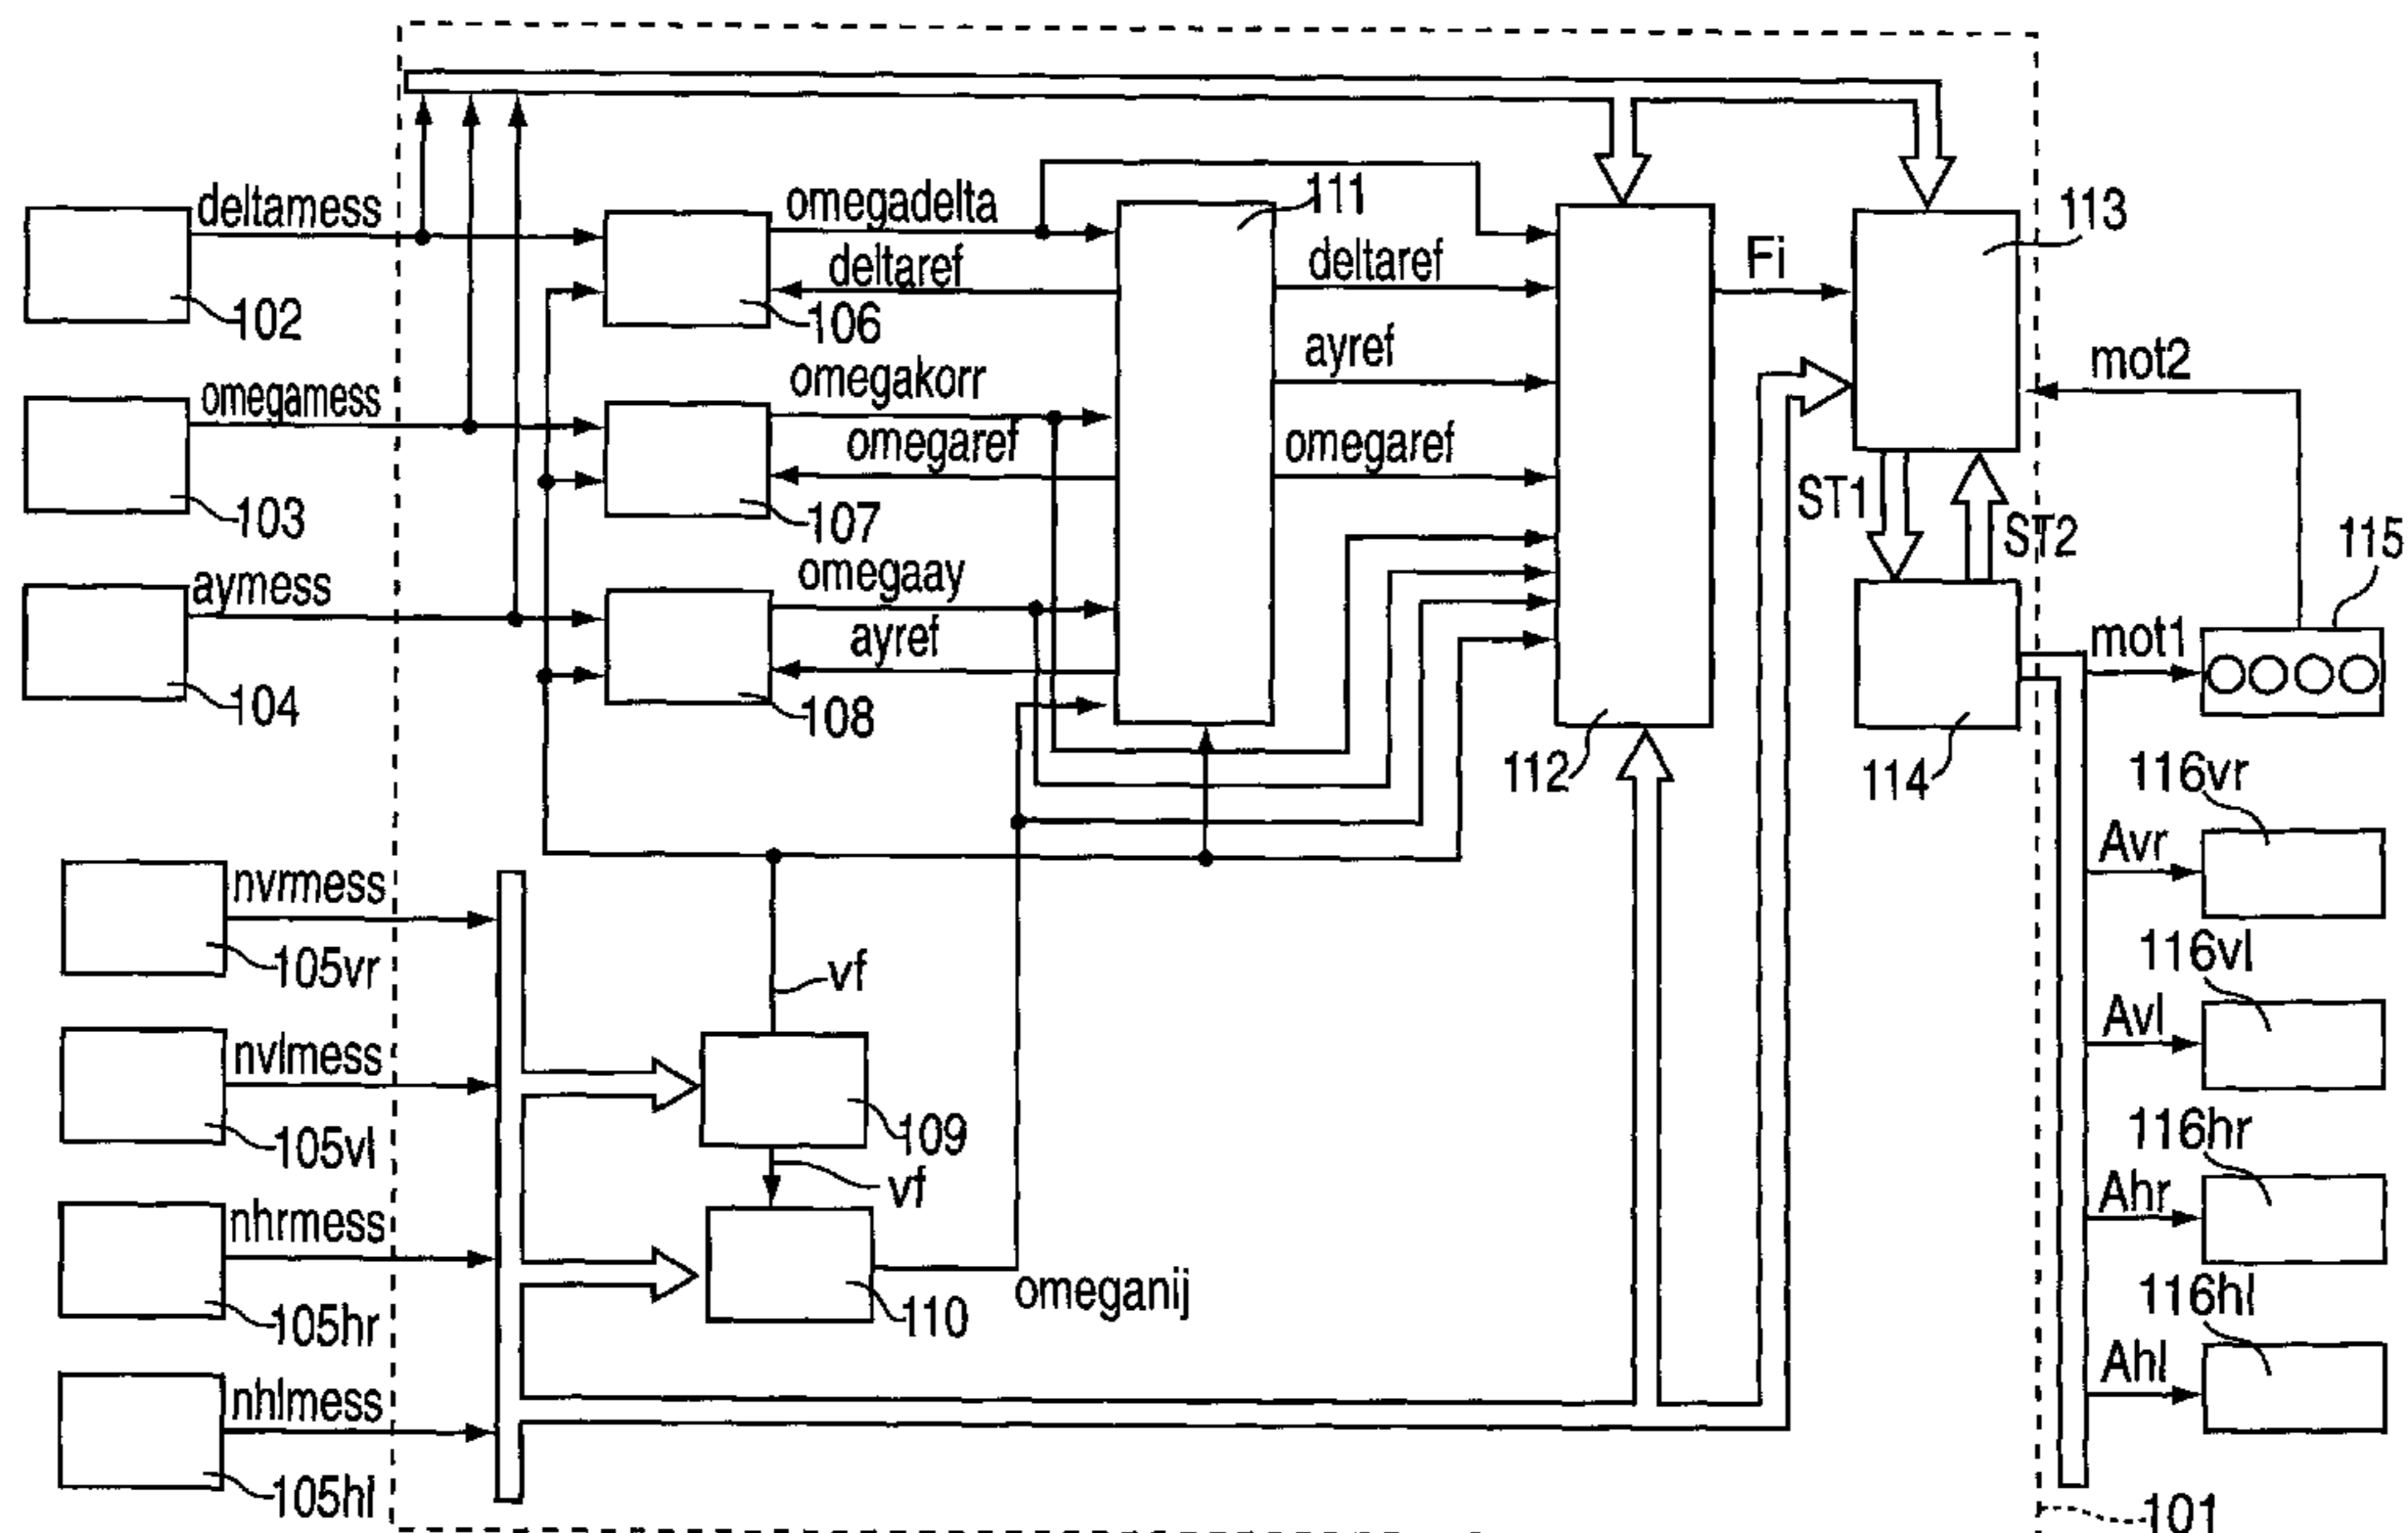 deltamess
102
omegamess
103
aymess
104
nvrmess
105vr
nvlmess
105vl
nhrmess
105hr
nhlmess
105hl
omegadelta
deltaref
106
omegakorr
omegaref
107
omegaay
ayref
108
vf
109
vf
110
omeganij
111
deltaref
ayref
omegaref
112
Fi
113
ST1
ST2
114
mot2
115
mot1
116vr
Avr
116vl
Avl
116hr
Ahr
116hl
Ahl
101